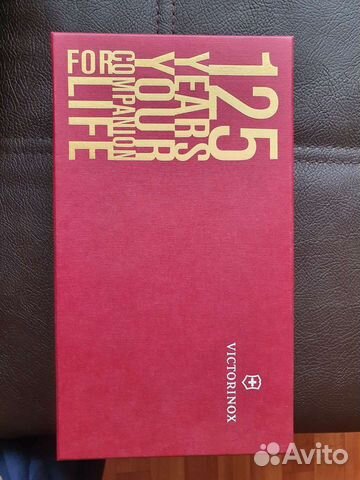 125
YEARS
YOUR
COMPANION
FOR LIFE
VICTORINOX
Avito